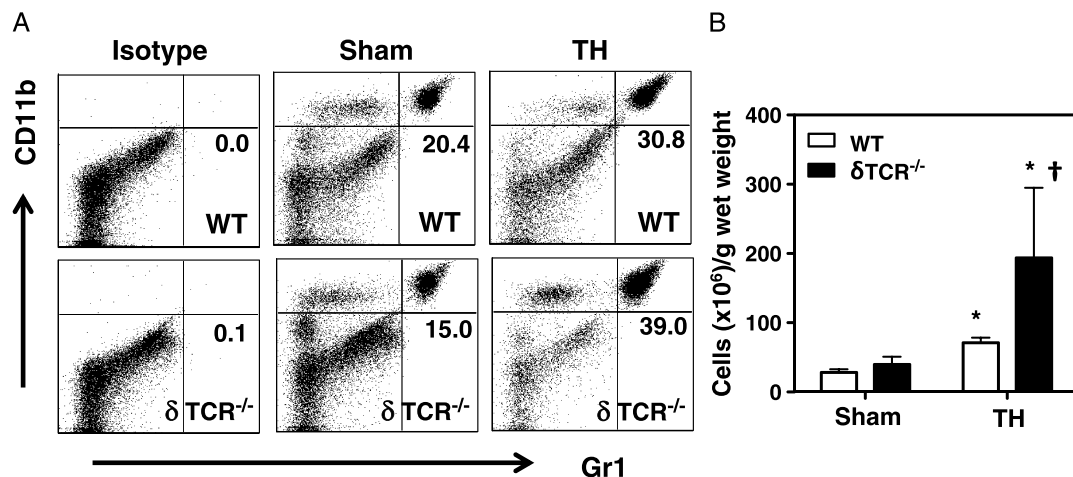 A
Isotype
Sham
TH
CD11b
0.0
WT
20.4
WT
30.8
WT
0.1
δ TCR-/-
15.0
δ TCR-/-
39.0
δ TCR-/-
Gr1
B
Cells (x10⁶)/g wet weight
400
300
200
100
0
WT
δTCR-/-
*
* †
Sham
TH